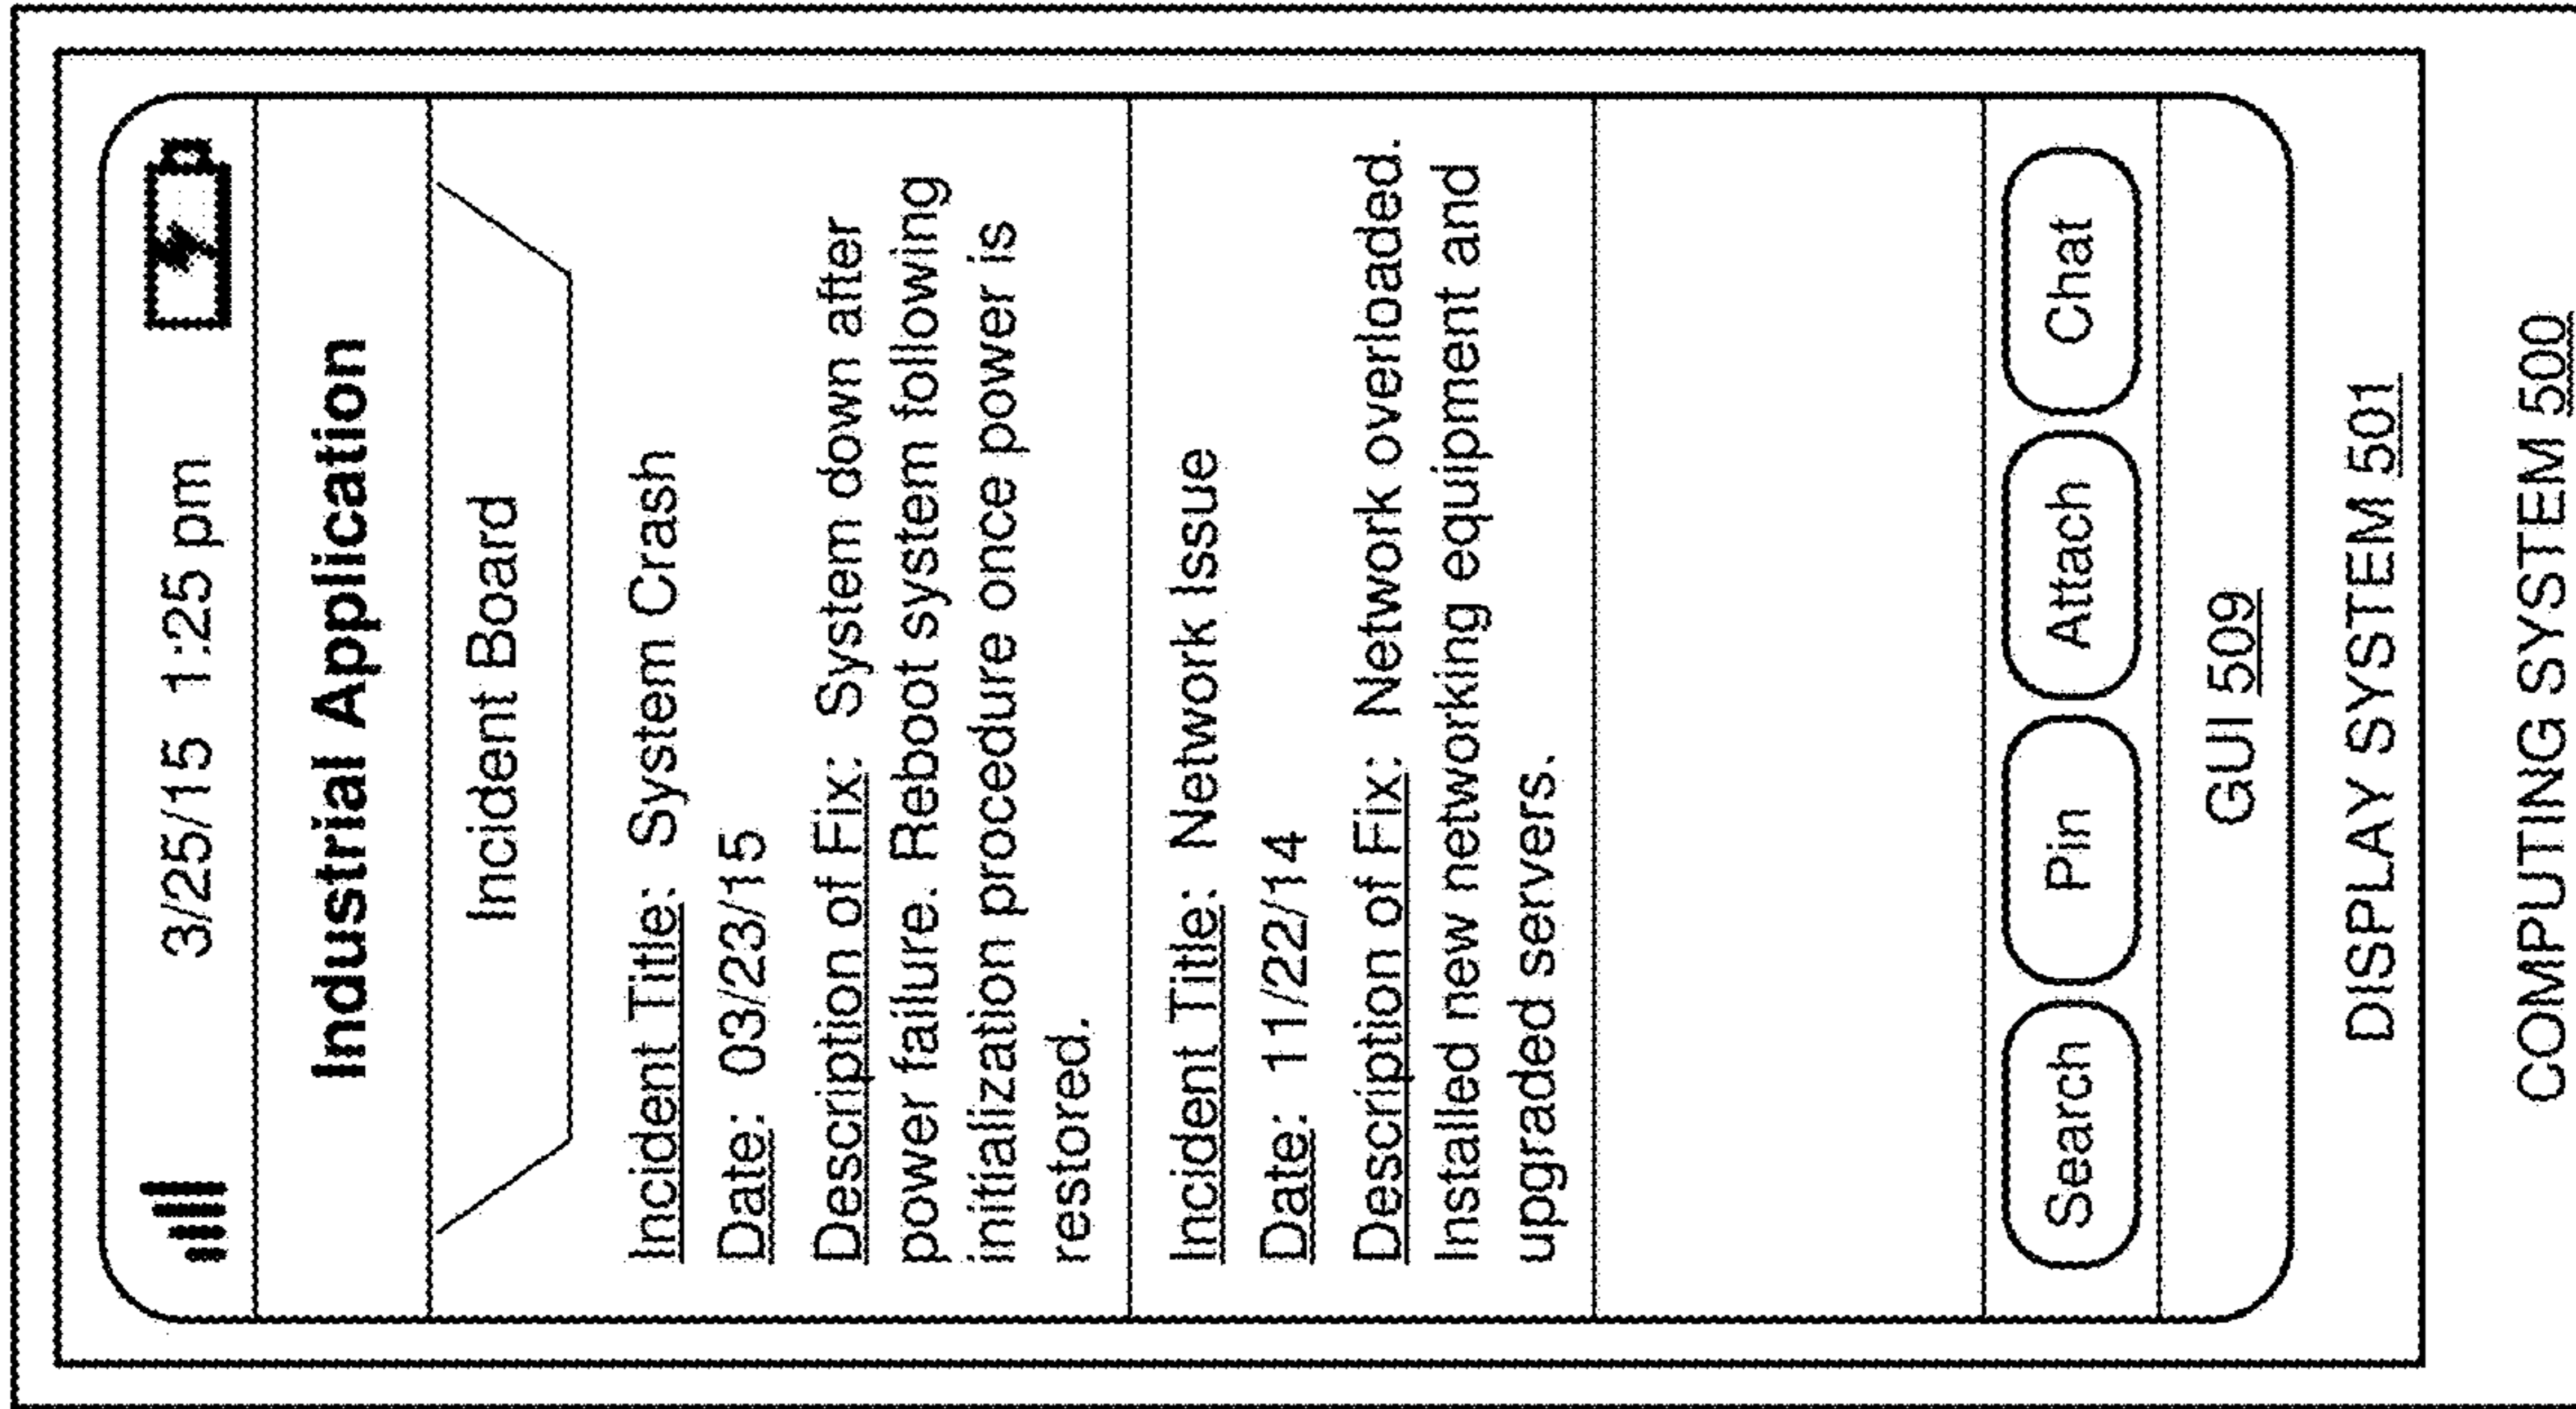 3/25/15 1:25 pm
Industrial Application
Incident Board
Incident Title: System Crash
Date: 03/23/15
Description of Fix: System down after
power failure. Reboot system following
initialization procedure once power is
restored.
Incident Title: Network Issue
Date: 11/22/14
Description of Fix: Network overloaded.
Installed new networking equipment and
upgraded servers.
Search Pin Attach Chat
GUI 509
DISPLAY SYSTEM 501
COMPUTING SYSTEM 500